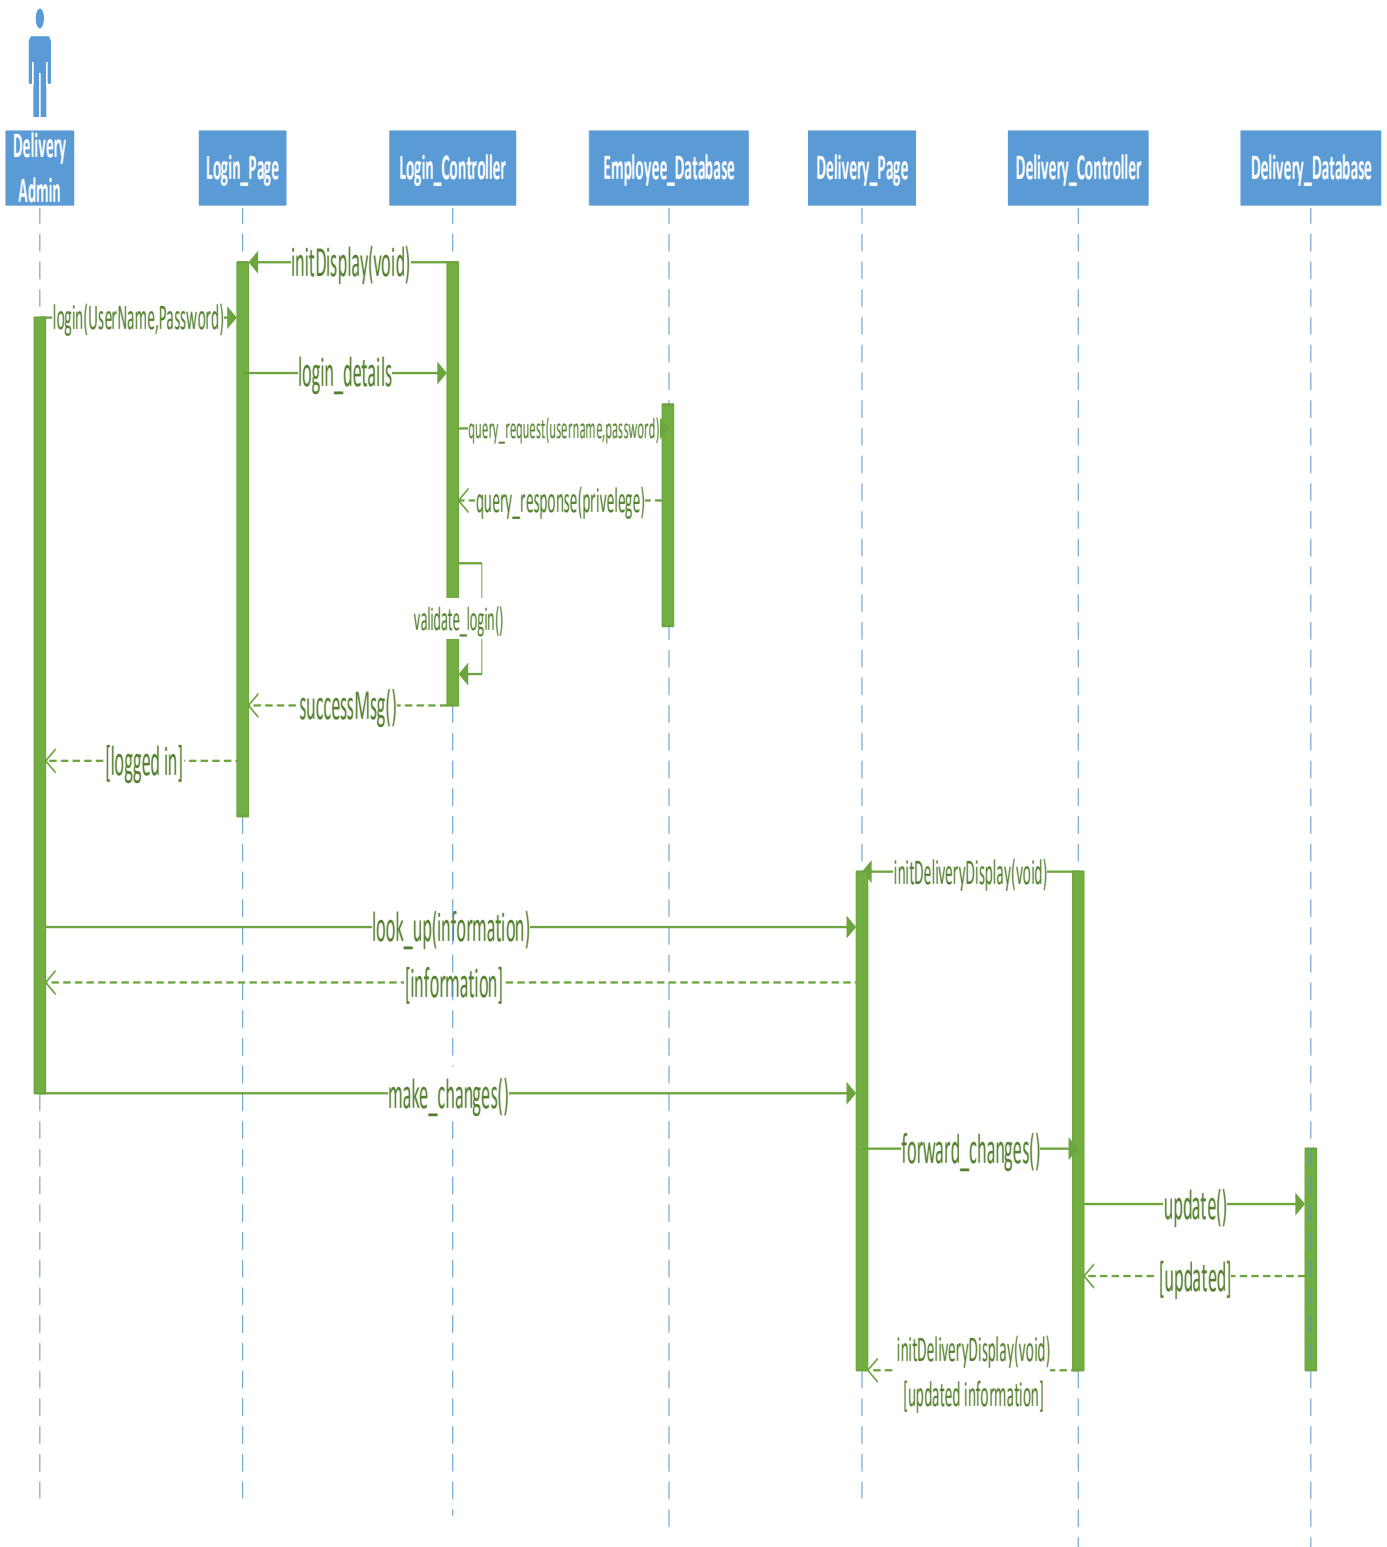 Delivery
Admin
Login_Page
Login_Controller
Employee_Database
Delivery_Page
Delivery_Controller
Delivery_Database
initDisplay(void)
login(UserName,Password)
login_details
query_request(username,password)
query_response(privelege)
validate_login()
successMsg()
[logged in]
initDeliveryDisplay(void)
look_up(information)
[information]
make_changes()
forward_changes()
update()
[updated]
initDeliveryDisplay(void)
[updated information]